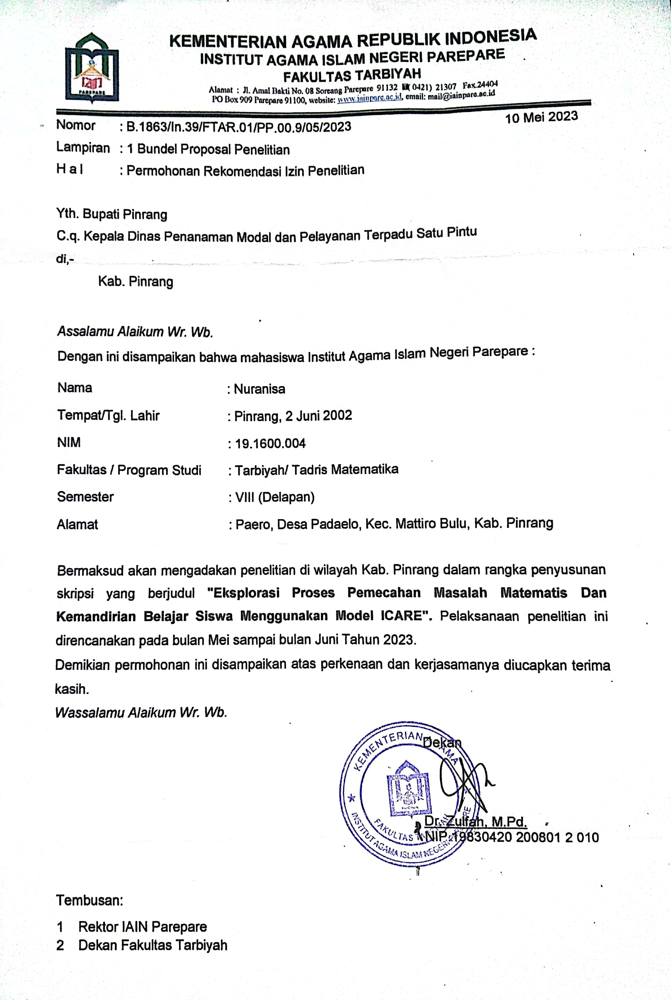 KEMENTERIAN AGAMA REPUBLIK INDONESIA
INSTITUT AGAMA ISLAM NEGERI PAREPARE
FAKULTAS TARBIYAH
Alamat : Jl. Amal Bakti No. 08 Soreang Parepare 91132 ☎ 0421) 21307 Fax.24404
PO Box 909 Parepare 91100, website: www.iainpare.ac.id, email: mail@iainpare.ac.id
PAREPARE
10 Mei 2023
Nomor : B.1863/In.39/FTAR.01/PP.00.9/05/2023
Lampiran : 1 Bundel Proposal Penelitian
H a l : Permohonan Rekomendasi Izin Penelitian
Yth. Bupati Pinrang
C.q. Kepala Dinas Penanaman Modal dan Pelayanan Terpadu Satu Pintu
di,-
Kab. Pinrang
Assalamu Alaikum Wr. Wb.
Dengan ini disampaikan bahwa mahasiswa Institut Agama Islam Negeri Parepare :
Nama : Nuranisa
Tempat/Tgl. Lahir : Pinrang, 2 Juni 2002
NIM : 19.1600.004
Fakultas / Program Studi : Tarbiyah/ Tadris Matematika
Semester : VIII (Delapan)
Alamat : Paero, Desa Padaelo, Kec. Mattiro Bulu, Kab. Pinrang
Bermaksud akan mengadakan penelitian di wilayah Kab. Pinrang dalam rangka penyusunan
skripsi yang berjudul "Eksplorasi Proses Pemecahan Masalah Matematis Dan
Kemandirian Belajar Siswa Menggunakan Model ICARE". Pelaksanaan penelitian ini
direncanakan pada bulan Mei sampai bulan Juni Tahun 2023.
Demikian permohonan ini disampaikan atas perkenaan dan kerjasamanya diucapkan terima
kasih.
Wassalamu Alaikum Wr. Wb.
Dekan
KEMENTERIAN AGAMA
FAKULTAS TARBIYAH
INSTITUT AGAMA ISLAM NEGERI PAREPARE
Dr. Zulfah, M.Pd.
NIP.19830420 200801 2 010
Tembusan:
1 Rektor IAIN Parepare
2 Dekan Fakultas Tarbiyah